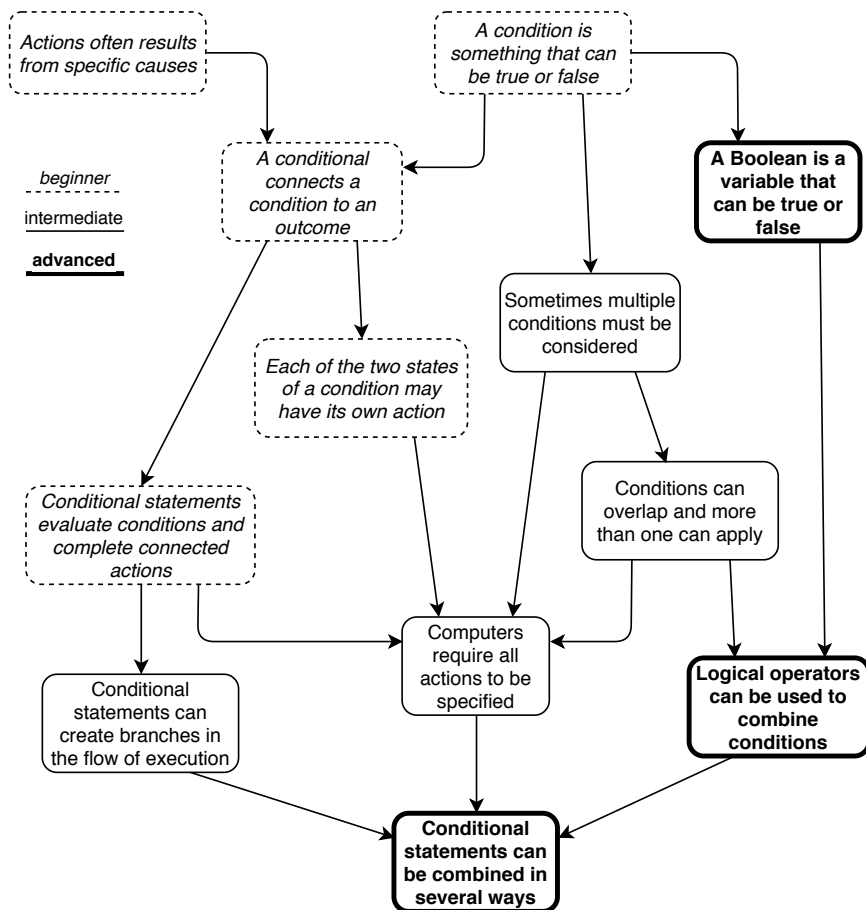 Actions often results
from specific causes
A condition is
something that can
be true or false
A conditional
connects a
condition to an
outcome
A Boolean is a
variable that
can be true or
false
beginner
intermediate
advanced
Sometimes multiple
conditions must be
considered
Each of the two states
of a condition may
have its own action
Conditions can
overlap and more
than one can apply
Conditional statements
evaluate conditions and
complete connected
actions
Computers
require all
actions to be
specified
Conditional
statements can
create branches in
the flow of execution
Logical operators
can be used to
combine
conditions
Conditional
statements can
be combined in
several ways